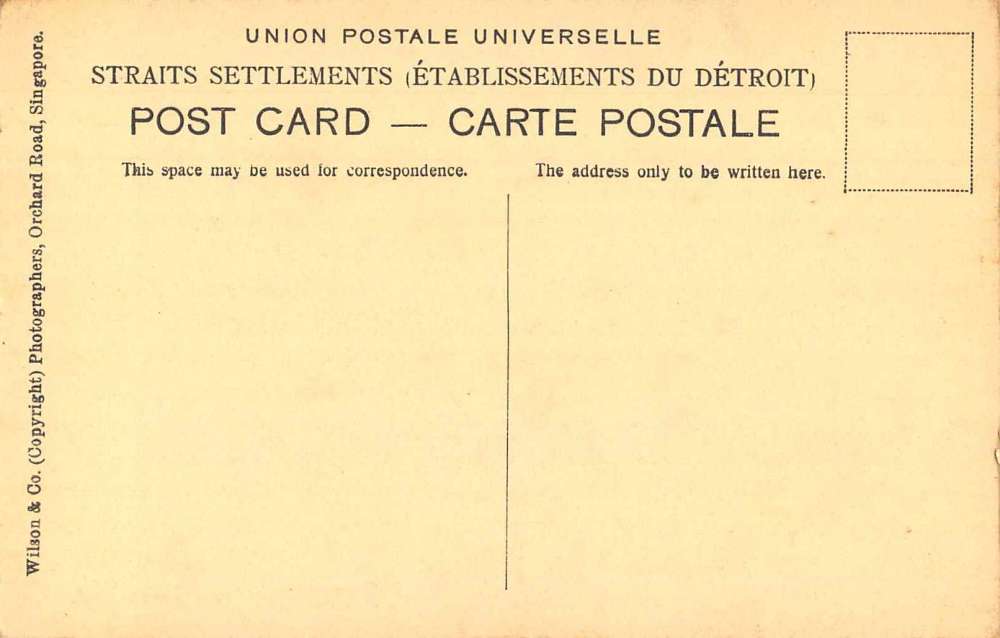 UNION POSTALE UNIVERSELLE
STRAITS SETTLEMENTS (ÉTABLISSEMENTS DU DÉTROIT)
POST CARD — CARTE POSTALE
This space may be used for correspondence.
The address only to be written here.
Wilson & Co. (Copyright) Photographers, Orchard Road, Singapore.